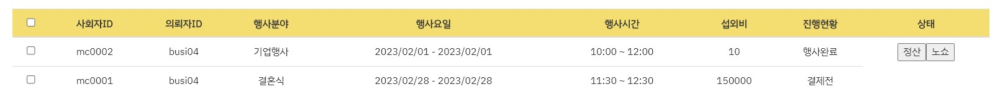 사회자ID 의뢰자ID 행사분야 행사요일 행사시간 섭외비 진행현황 상태
mc0002 busi04 기업행사 2023/02/01 - 2023/02/01 10:00 ~ 12:00 10 행사완료 정산 노쇼
mc0001 busi04 결혼식 2023/02/28 - 2023/02/28 11:30 ~ 12:30 150000 결제전